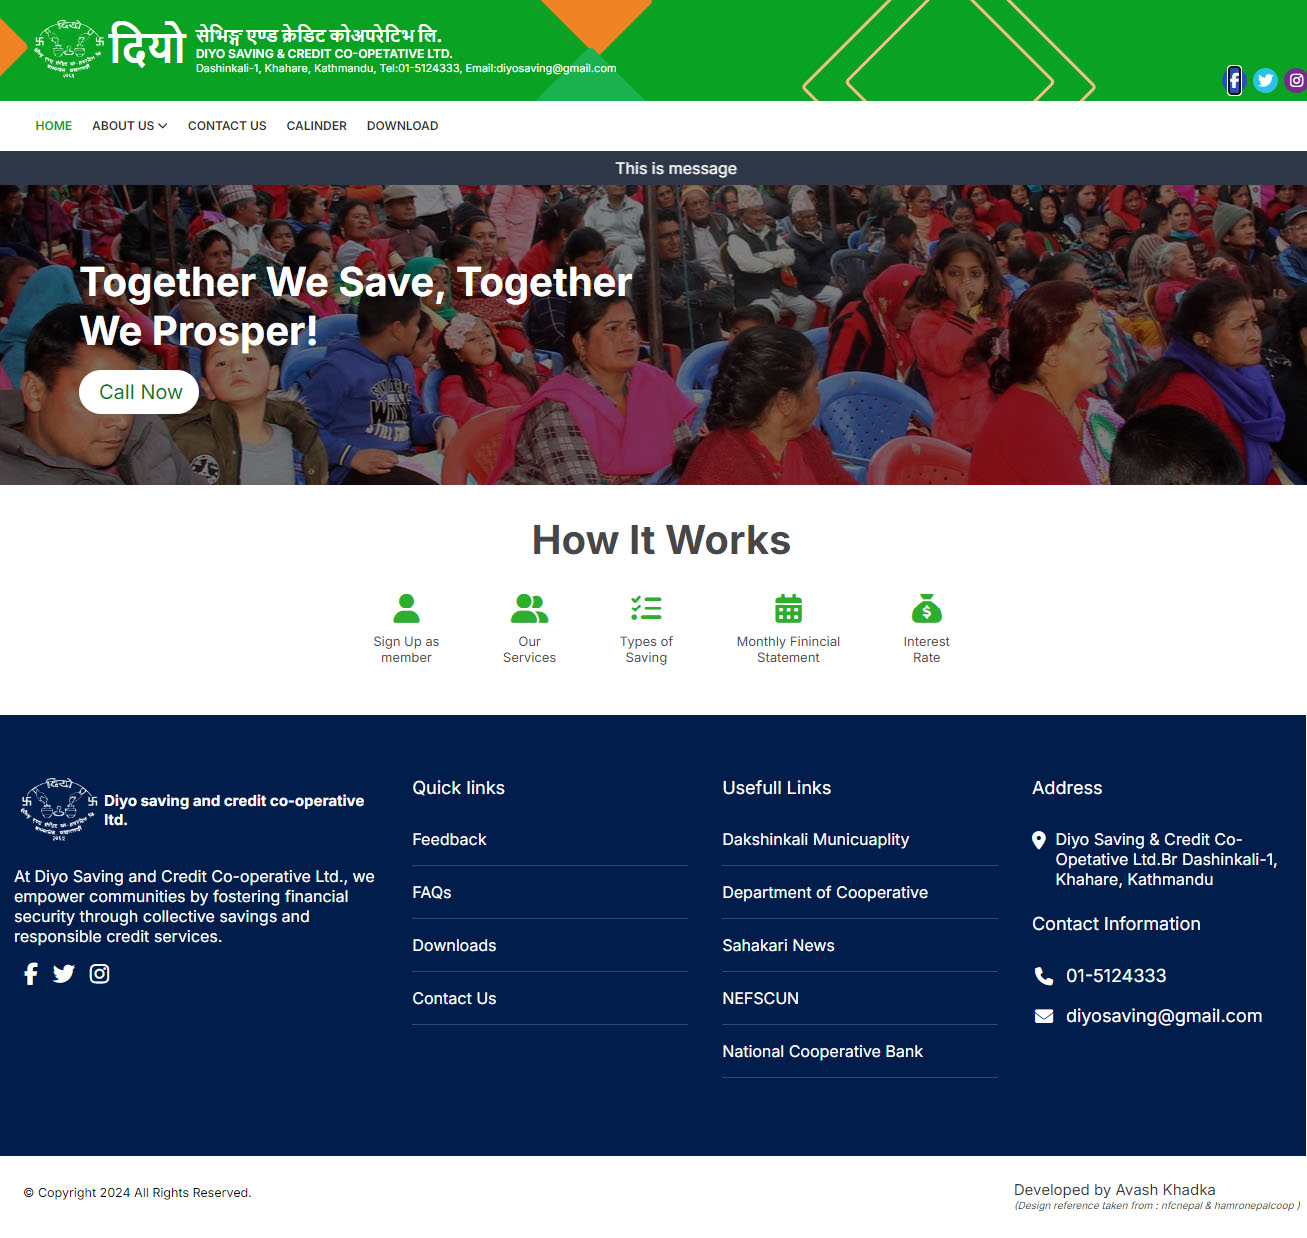 दियो
सेभिङ्ग एण्ड क्रेडिट कोअपरेटिभ लि.
DIYO SAVING & CREDIT CO-OPETATIVE LTD.
Dashinkali-1, Khahare, Kathmandu, Tel:01-5124333, Email:diyosaving@gmail.com
HOME ABOUT US CONTACT US CALINDER DOWNLOAD
This is message
Together We Save, Together
We Prosper!
Call Now
How It Works
Sign Up as
member
Our
Services
Types of
Saving
Monthly Finincial
Statement
Interest
Rate
Diyo saving and credit co-operative
ltd.
At Diyo Saving and Credit Co-operative Ltd., we
empower communities by fostering financial
security through collective savings and
responsible credit services.
Quick links
Feedback
FAQs
Downloads
Contact Us
Usefull Links
Dakshinkali Municuaplity
Department of Cooperative
Sahakari News
NEFSCUN
National Cooperative Bank
Address
Diyo Saving & Credit Co-
Opetative Ltd.Br Dashinkali-1,
Khahare, Kathmandu
Contact Information
01-5124333
diyosaving@gmail.com
© Copyright 2024 All Rights Reserved.
Developed by Avash Khadka
(Design reference taken from : nfcnepal & hamronepalcoop )